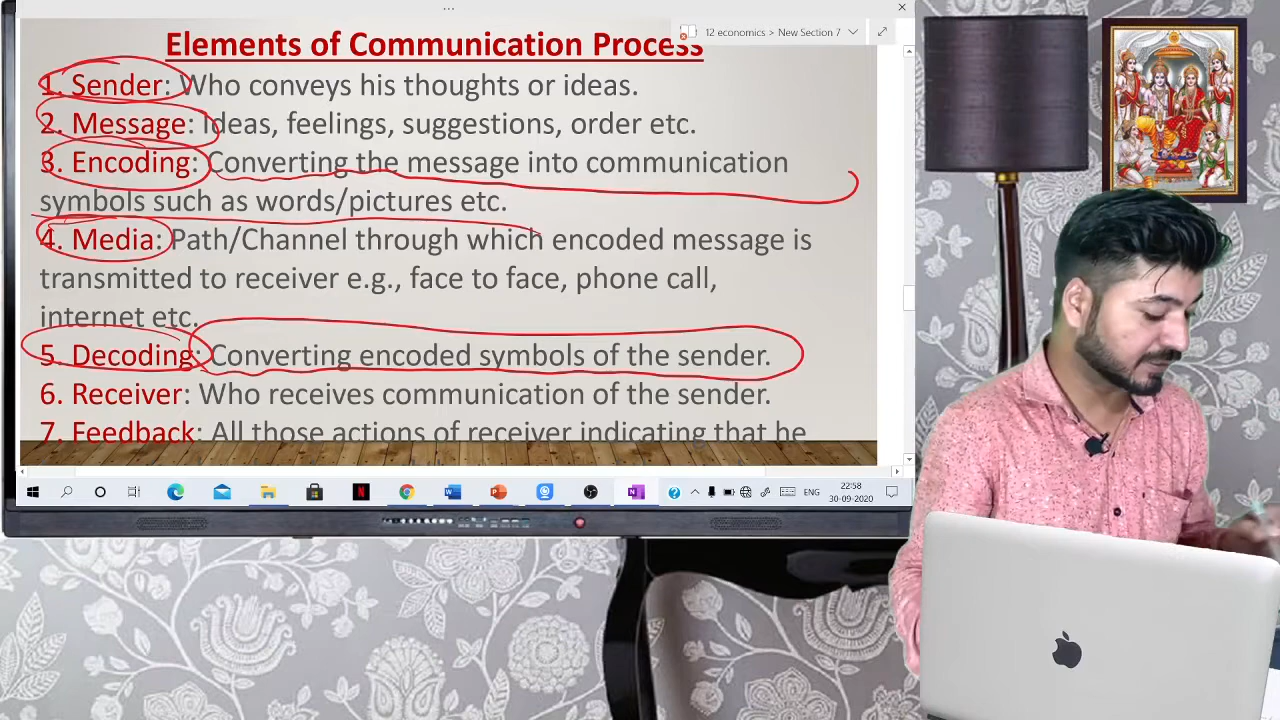 12 economics > New Section 7
Elements of Communication Process
1. Sender: Who conveys his thoughts or ideas.
2. Message: Ideas, feelings, suggestions, order etc.
3. Encoding: Converting the message into communication
symbols such as words/pictures etc.
4. Media: Path/Channel through which encoded message is
transmitted to receiver e.g., face to face, phone call,
internet etc.
5. Decoding: Converting encoded symbols of the sender.
6. Receiver: Who receives communication of the sender.
7. Feedback: All those actions of receiver indicating that he
ENG
22:58
30-09-2020